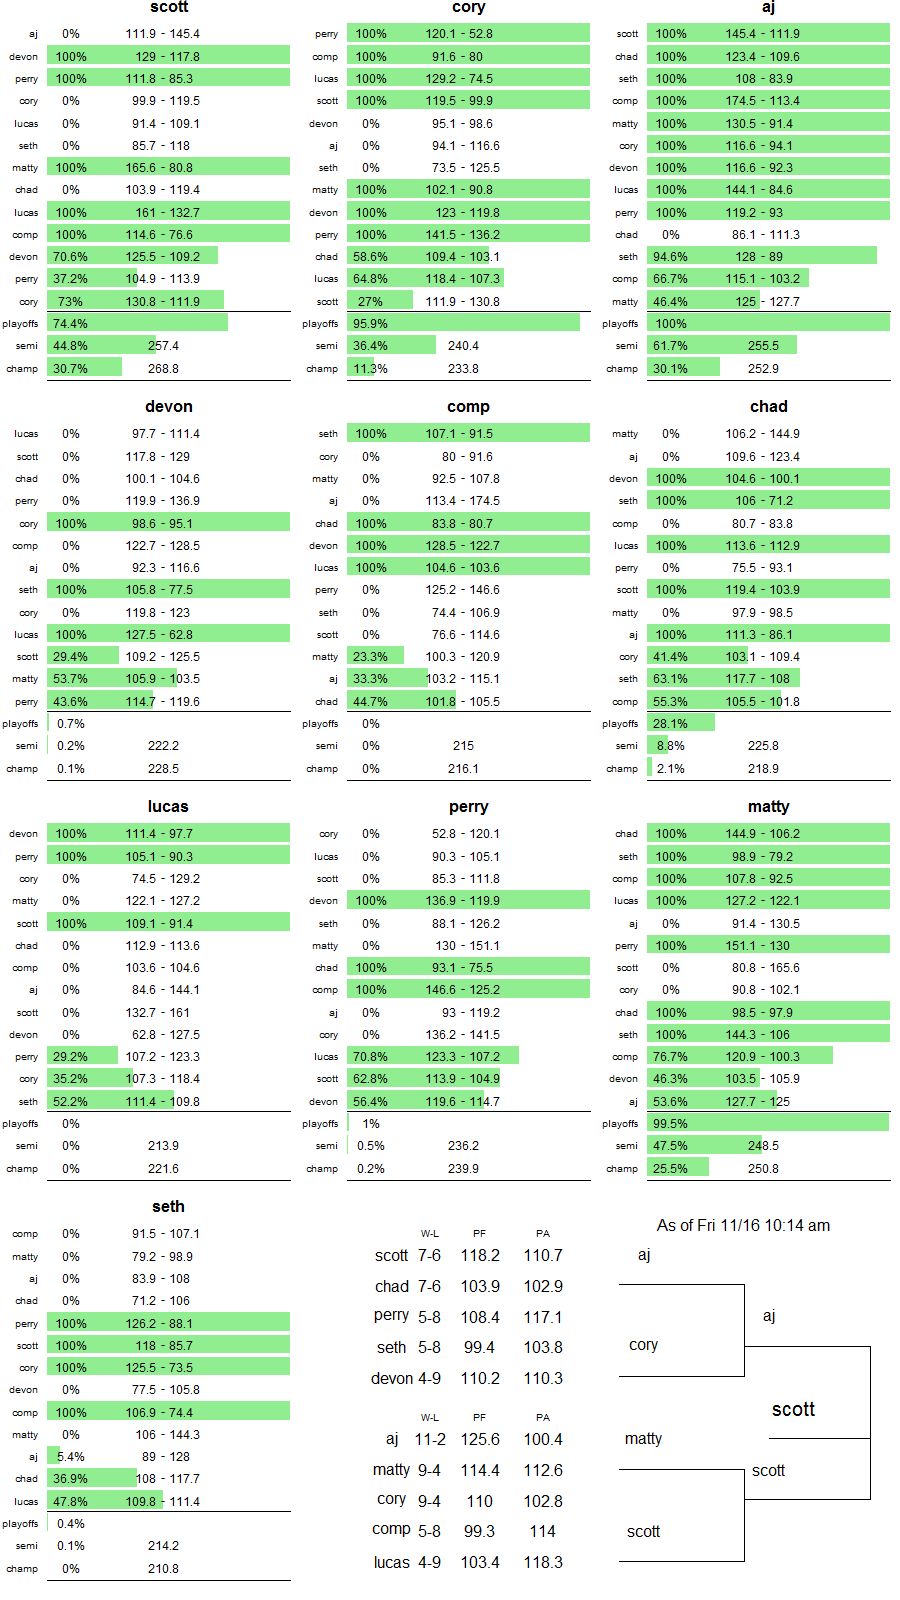 scott cory aj
aj 0% 111.9 - 145.4 perry 100% 120.1 - 52.8 scott 100% 145.4 - 111.9
devon 100% 129 - 117.8 comp 100% 91.6 - 80 chad 100% 123.4 - 109.6
perry 100% 111.8 - 85.3 lucas 100% 129.2 - 74.5 seth 100% 108 - 83.9
cory 0% 99.9 - 119.5 scott 100% 119.5 - 99.9 comp 100% 174.5 - 113.4
lucas 0% 91.4 - 109.1 devon 0% 95.1 - 98.6 matty 100% 130.5 - 91.4
seth 0% 85.7 - 118 aj 0% 94.1 - 116.6 cory 100% 116.6 - 94.1
matty 100% 165.6 - 80.8 seth 0% 73.5 - 125.5 devon 100% 116.6 - 92.3
chad 0% 103.9 - 119.4 matty 100% 102.1 - 90.8 lucas 100% 144.1 - 84.6
lucas 100% 161 - 132.7 devon 100% 123 - 119.8 perry 100% 119.2 - 93
comp 100% 114.6 - 76.6 perry 100% 141.5 - 136.2 chad 0% 86.1 - 111.3
devon 70.6% 125.5 - 109.2 chad 58.6% 109.4 - 103.1 seth 94.6% 128 - 89
perry 37.2% 104.9 - 113.9 lucas 64.8% 118.4 - 107.3 comp 66.7% 115.1 - 103.2
cory 73% 130.8 - 111.9 scott 27% 111.9 - 130.8 matty 46.4% 125 - 127.7
playoffs 74.4% playoffs 95.9% playoffs 100%
semi 44.8% 257.4 semi 36.4% 240.4 semi 61.7% 255.5
champ 30.7% 268.8 champ 11.3% 233.8 champ 30.1% 252.9
devon comp chad
lucas 0% 97.7 - 111.4 seth 100% 107.1 - 91.5 matty 0% 106.2 - 144.9
scott 0% 117.8 - 129 cory 0% 80 - 91.6 aj 0% 109.6 - 123.4
chad 0% 100.1 - 104.6 matty 0% 92.5 - 107.8 devon 100% 104.6 - 100.1
perry 0% 119.9 - 136.9 aj 0% 113.4 - 174.5 seth 100% 106 - 71.2
cory 100% 98.6 - 95.1 chad 100% 83.8 - 80.7 comp 0% 80.7 - 83.8
comp 0% 122.7 - 128.5 devon 100% 128.5 - 122.7 lucas 100% 113.6 - 112.9
aj 0% 92.3 - 116.6 lucas 100% 104.6 - 103.6 perry 0% 75.5 - 93.1
seth 100% 105.8 - 77.5 perry 0% 125.2 - 146.6 scott 100% 119.4 - 103.9
cory 0% 119.8 - 123 seth 0% 74.4 - 106.9 matty 0% 97.9 - 98.5
lucas 100% 127.5 - 62.8 scott 0% 76.6 - 114.6 aj 100% 111.3 - 86.1
scott 29.4% 109.2 - 125.5 matty 23.3% 100.3 - 120.9 cory 41.4% 103.1 - 109.4
matty 53.7% 105.9 - 103.5 aj 33.3% 103.2 - 115.1 seth 63.1% 117.7 - 108
perry 43.6% 114.7 - 119.6 chad 44.7% 101.8 - 105.5 comp 55.3% 105.5 - 101.8
playoffs 0.7% playoffs 0% playoffs 28.1%
semi 0.2% 222.2 semi 0% 215 semi 8.8% 225.8
champ 0.1% 228.5 champ 0% 216.1 champ 2.1% 218.9
lucas perry matty
devon 100% 111.4 - 97.7 cory 0% 52.8 - 120.1 chad 100% 144.9 - 106.2
perry 100% 105.1 - 90.3 lucas 0% 90.3 - 105.1 seth 100% 98.9 - 79.2
cory 0% 74.5 - 129.2 scott 0% 85.3 - 111.8 comp 100% 107.8 - 92.5
matty 0% 122.1 - 127.2 devon 100% 136.9 - 119.9 lucas 100% 127.2 - 122.1
scott 100% 109.1 - 91.4 seth 0% 88.1 - 126.2 aj 0% 91.4 - 130.5
chad 0% 112.9 - 113.6 matty 0% 130 - 151.1 perry 100% 151.1 - 130
comp 0% 103.6 - 104.6 chad 100% 93.1 - 75.5 scott 0% 80.8 - 165.6
aj 0% 84.6 - 144.1 comp 100% 146.6 - 125.2 cory 0% 90.8 - 102.1
scott 0% 132.7 - 161 aj 0% 93 - 119.2 chad 100% 98.5 - 97.9
devon 0% 62.8 - 127.5 cory 0% 136.2 - 141.5 seth 100% 144.3 - 106
perry 29.2% 107.2 - 123.3 lucas 70.8% 123.3 - 107.2 comp 76.7% 120.9 - 100.3
cory 35.2% 107.3 - 118.4 scott 62.8% 113.9 - 104.9 devon 46.3% 103.5 - 105.9
seth 52.2% 111.4 - 109.8 devon 56.4% 119.6 - 114.7 aj 53.6% 127.7 - 125
playoffs 0% playoffs 1% playoffs 99.5%
semi 0% 213.9 semi 0.5% 236.2 semi 47.5% 248.5
champ 0% 221.6 champ 0.2% 239.9 champ 25.5% 250.8
seth
comp 0% 91.5 - 107.1
matty 0% 79.2 - 98.9
aj 0% 83.9 - 108
chad 0% 71.2 - 106
perry 100% 126.2 - 88.1
scott 100% 118 - 85.7
cory 100% 125.5 - 73.5
devon 0% 77.5 - 105.8
comp 100% 106.9 - 74.4
matty 0% 106 - 144.3
aj 5.4% 89 - 128
chad 36.9% 108 - 117.7
lucas 47.8% 109.8 - 111.4
playoffs 0.4%
semi 0.1% 214.2
champ 0% 210.8
W-L PF PA
scott 7-6 118.2 110.7
chad 7-6 103.9 102.9
perry 5-8 108.4 117.1
seth 5-8 99.4 103.8
devon 4-9 110.2 110.3
W-L PF PA
aj 11-2 125.6 100.4
matty 9-4 114.4 112.6
cory 9-4 110 102.8
comp 5-8 99.3 114
lucas 4-9 103.4 118.3
As of Fri 11/16 10:14 am
aj
aj
cory
scott
matty
scott
scott